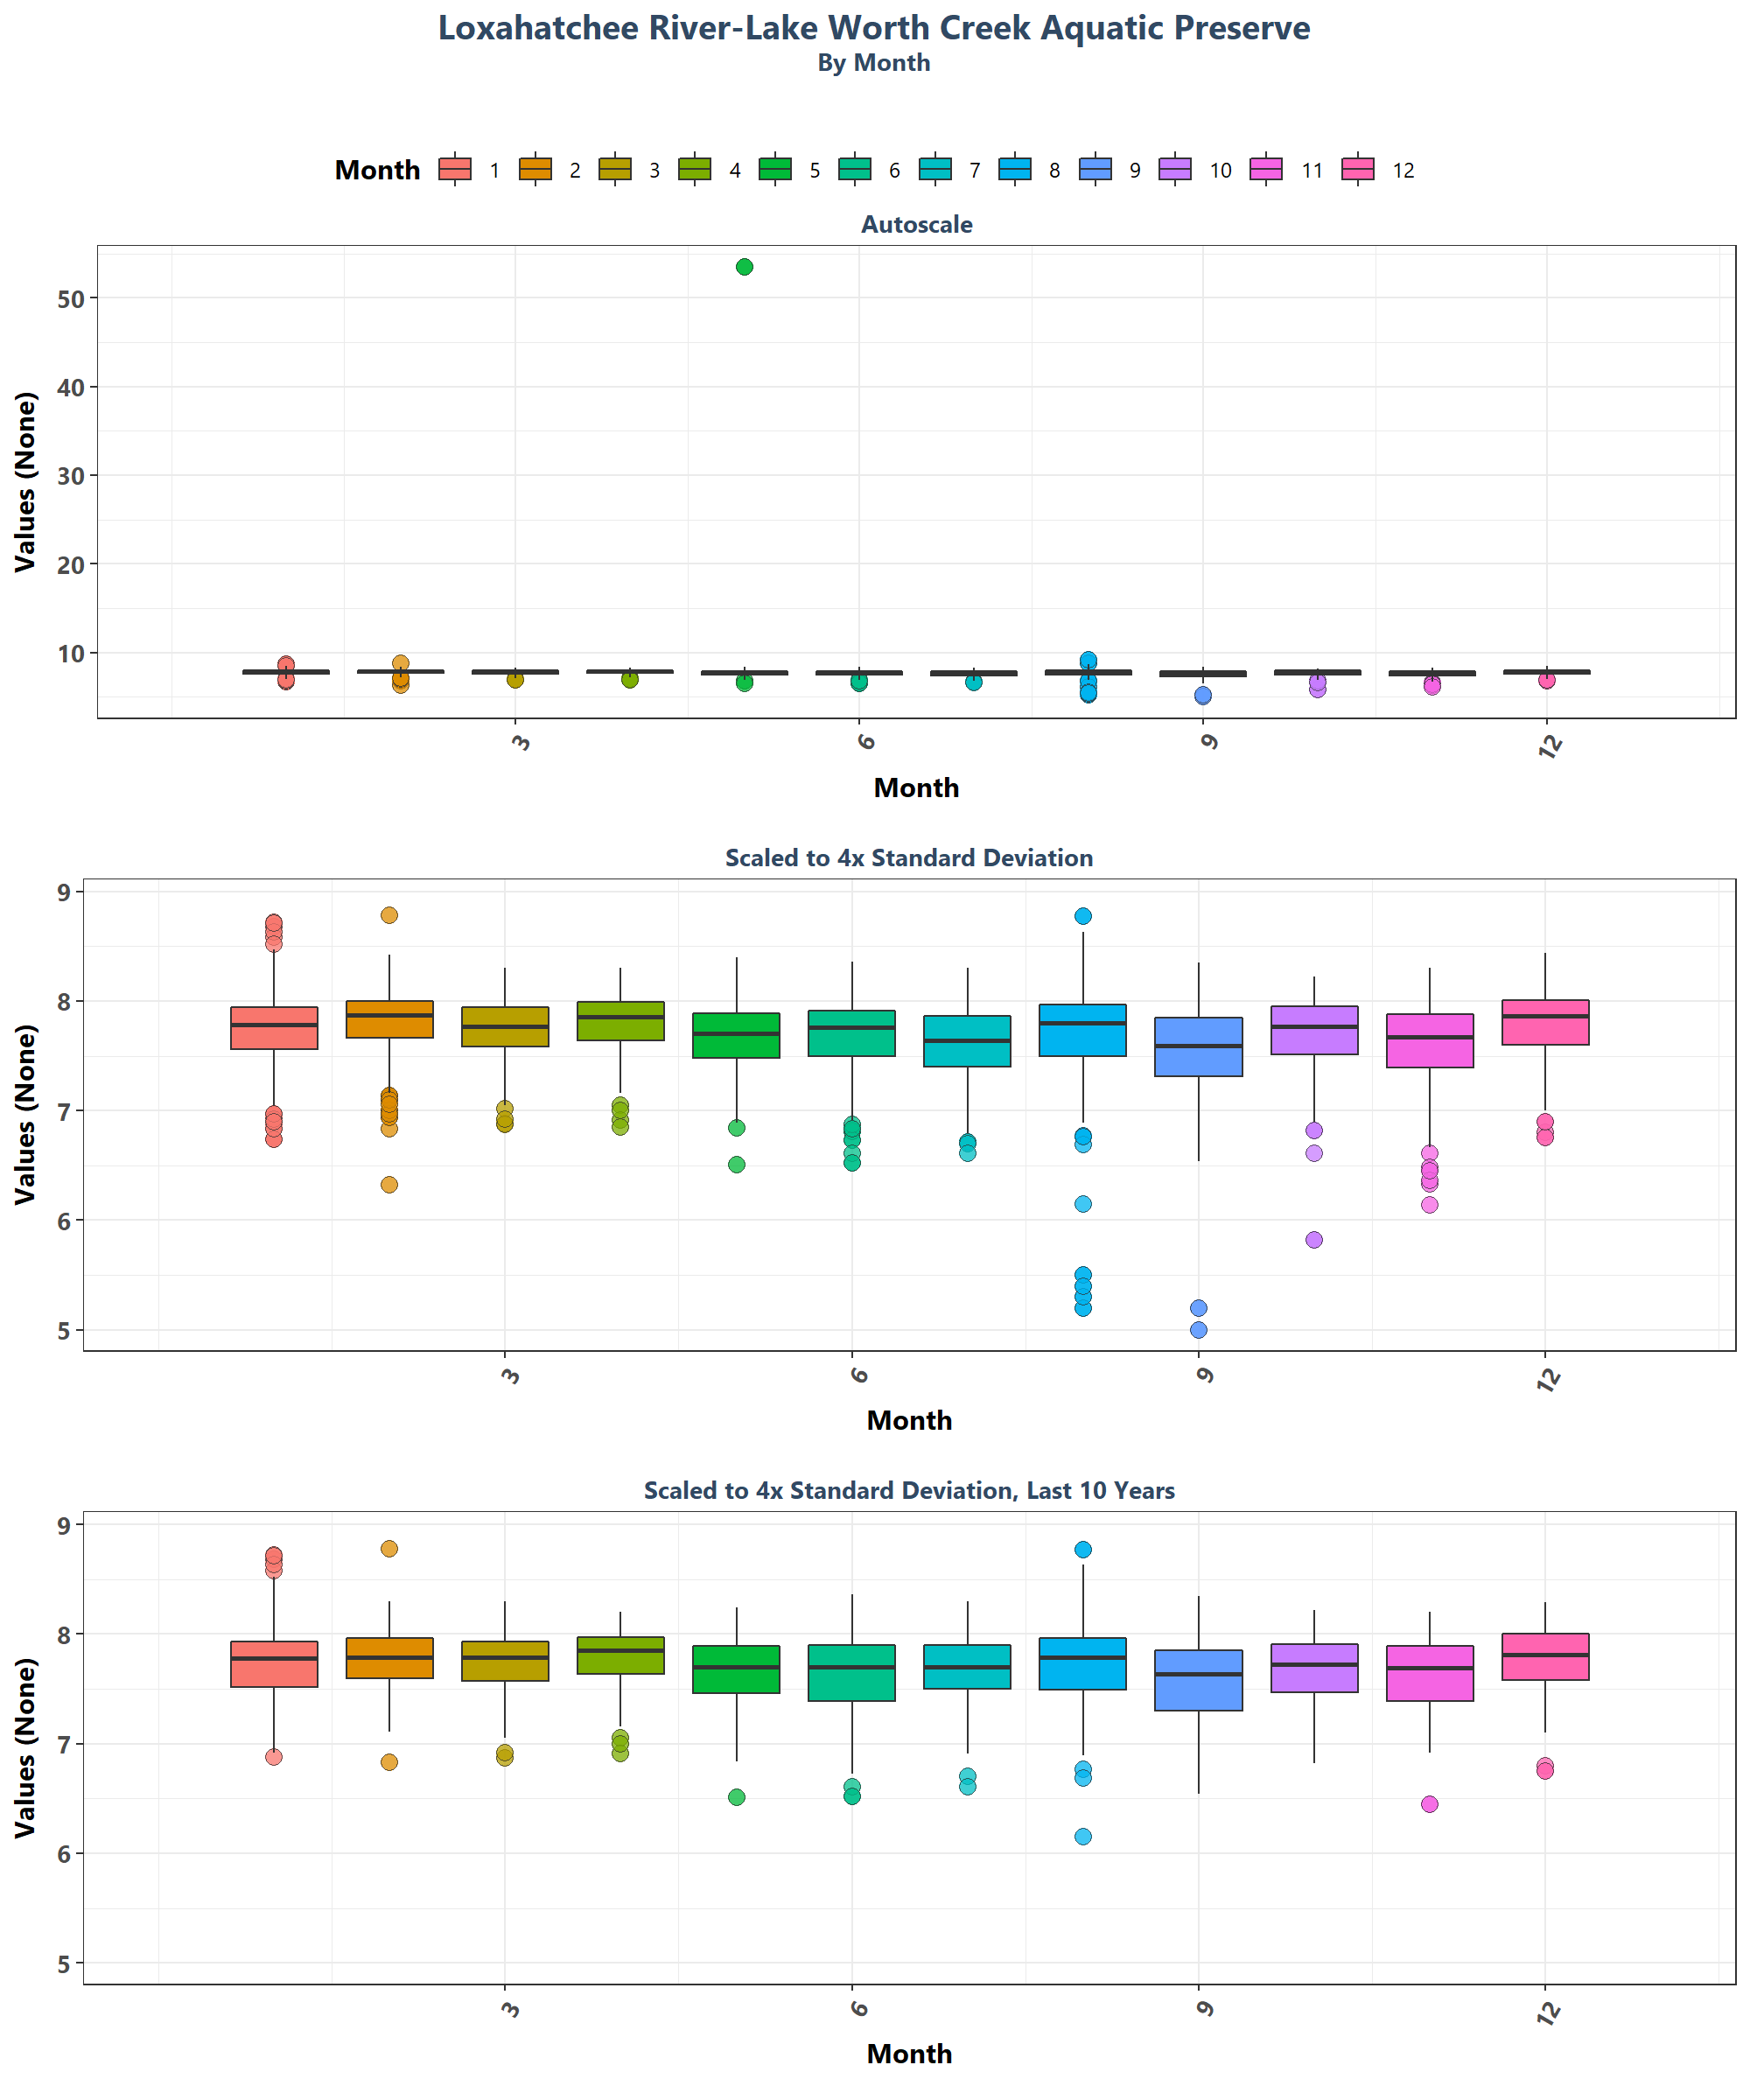 Loxahatchee River-Lake Worth Creek Aquatic Preserve
By Month
Month 1 2 3 4 5 6 7 8 9 10 11 12
Autoscale
Values (None)
50
40
30
20
10
3 6 9 12
Month
Scaled to 4x Standard Deviation
Values (None)
9
8
7
6
5
3 6 9 12
Month
Scaled to 4x Standard Deviation, Last 10 Years
Values (None)
9
8
7
6
5
3 6 9 12
Month